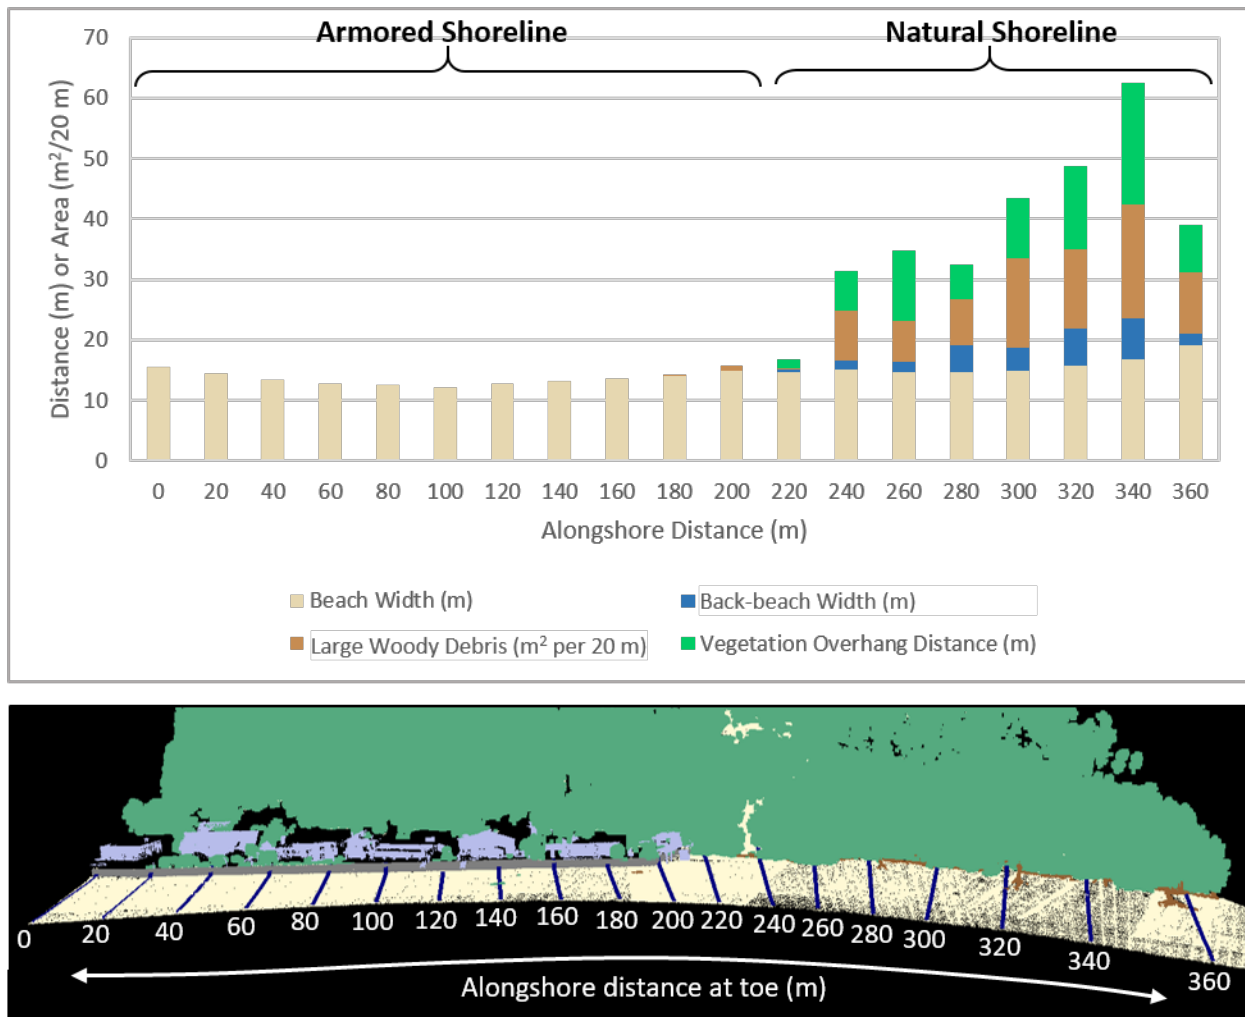 Armored Shoreline
Natural Shoreline
Distance (m) or Area (m²/20 m)
70
60
50
40
30
20
10
0
0 20 40 60 80 100 120 140 160 180 200 220 240 260 280 300 320 340 360
Alongshore Distance (m)
Beach Width (m)
Back-beach Width (m)
Large Woody Debris (m² per 20 m)
Vegetation Overhang Distance (m)
0 20 40 60 80 100 120 140 160 180 200 220 240 260 280 300 320 340 360
Alongshore distance at toe (m)